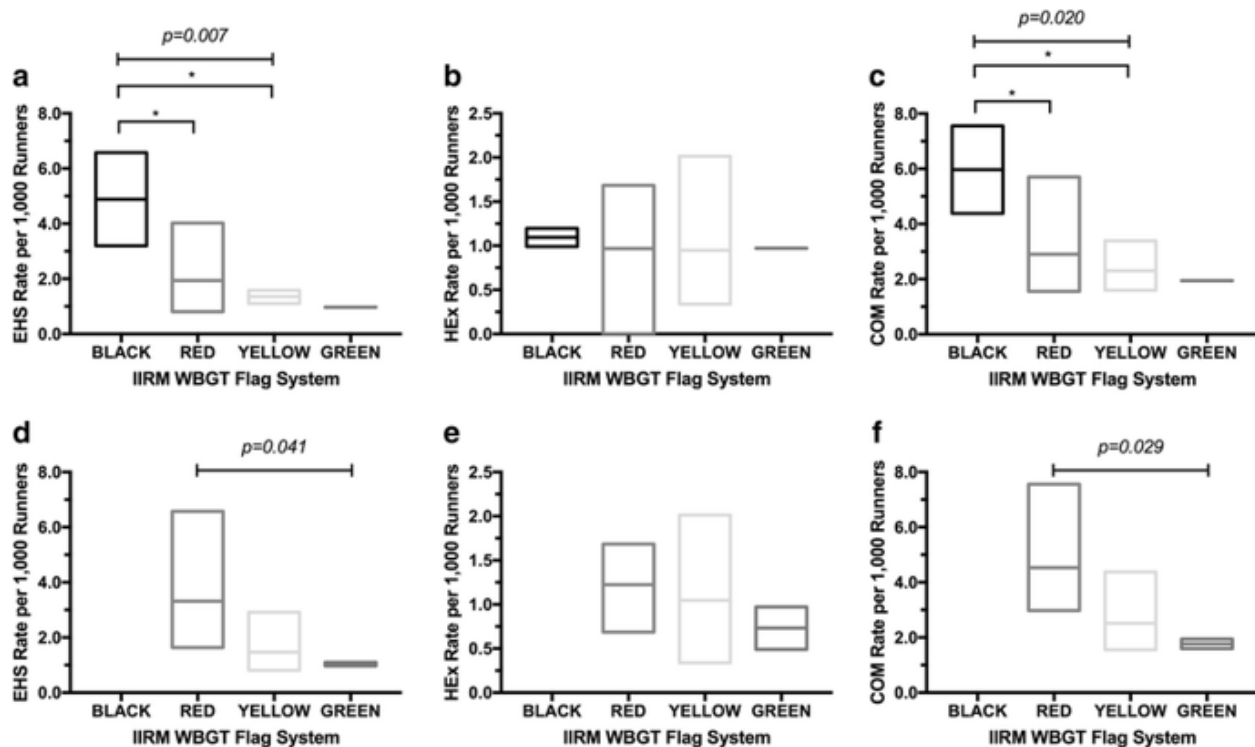 p=0.007
*
*
a
EHS Rate per 1,000 Runners
8.0
6.0
4.0
2.0
0.0
BLACK RED YELLOW GREEN
IIRM WBGT Flag System
b
HEx Rate per 1,000 Runners
2.5
2.0
1.5
1.0
0.5
0.0
BLACK RED YELLOW GREEN
IIRM WBGT Flag System
p=0.020
*
*
c
COM Rate per 1,000 Runners
8.0
6.0
4.0
2.0
0.0
BLACK RED YELLOW GREEN
IIRM WBGT Flag System
d
p=0.041
EHS Rate per 1,000 Runners
8.0
6.0
4.0
2.0
0.0
BLACK RED YELLOW GREEN
IIRM WBGT Flag System
e
HEx Rate per 1,000 Runners
2.5
2.0
1.5
1.0
0.5
0.0
BLACK RED YELLOW GREEN
IIRM WBGT Flag System
f
p=0.029
COM Rate per 1,000 Runners
8.0
6.0
4.0
2.0
0.0
BLACK RED YELLOW GREEN
IIRM WBGT Flag System